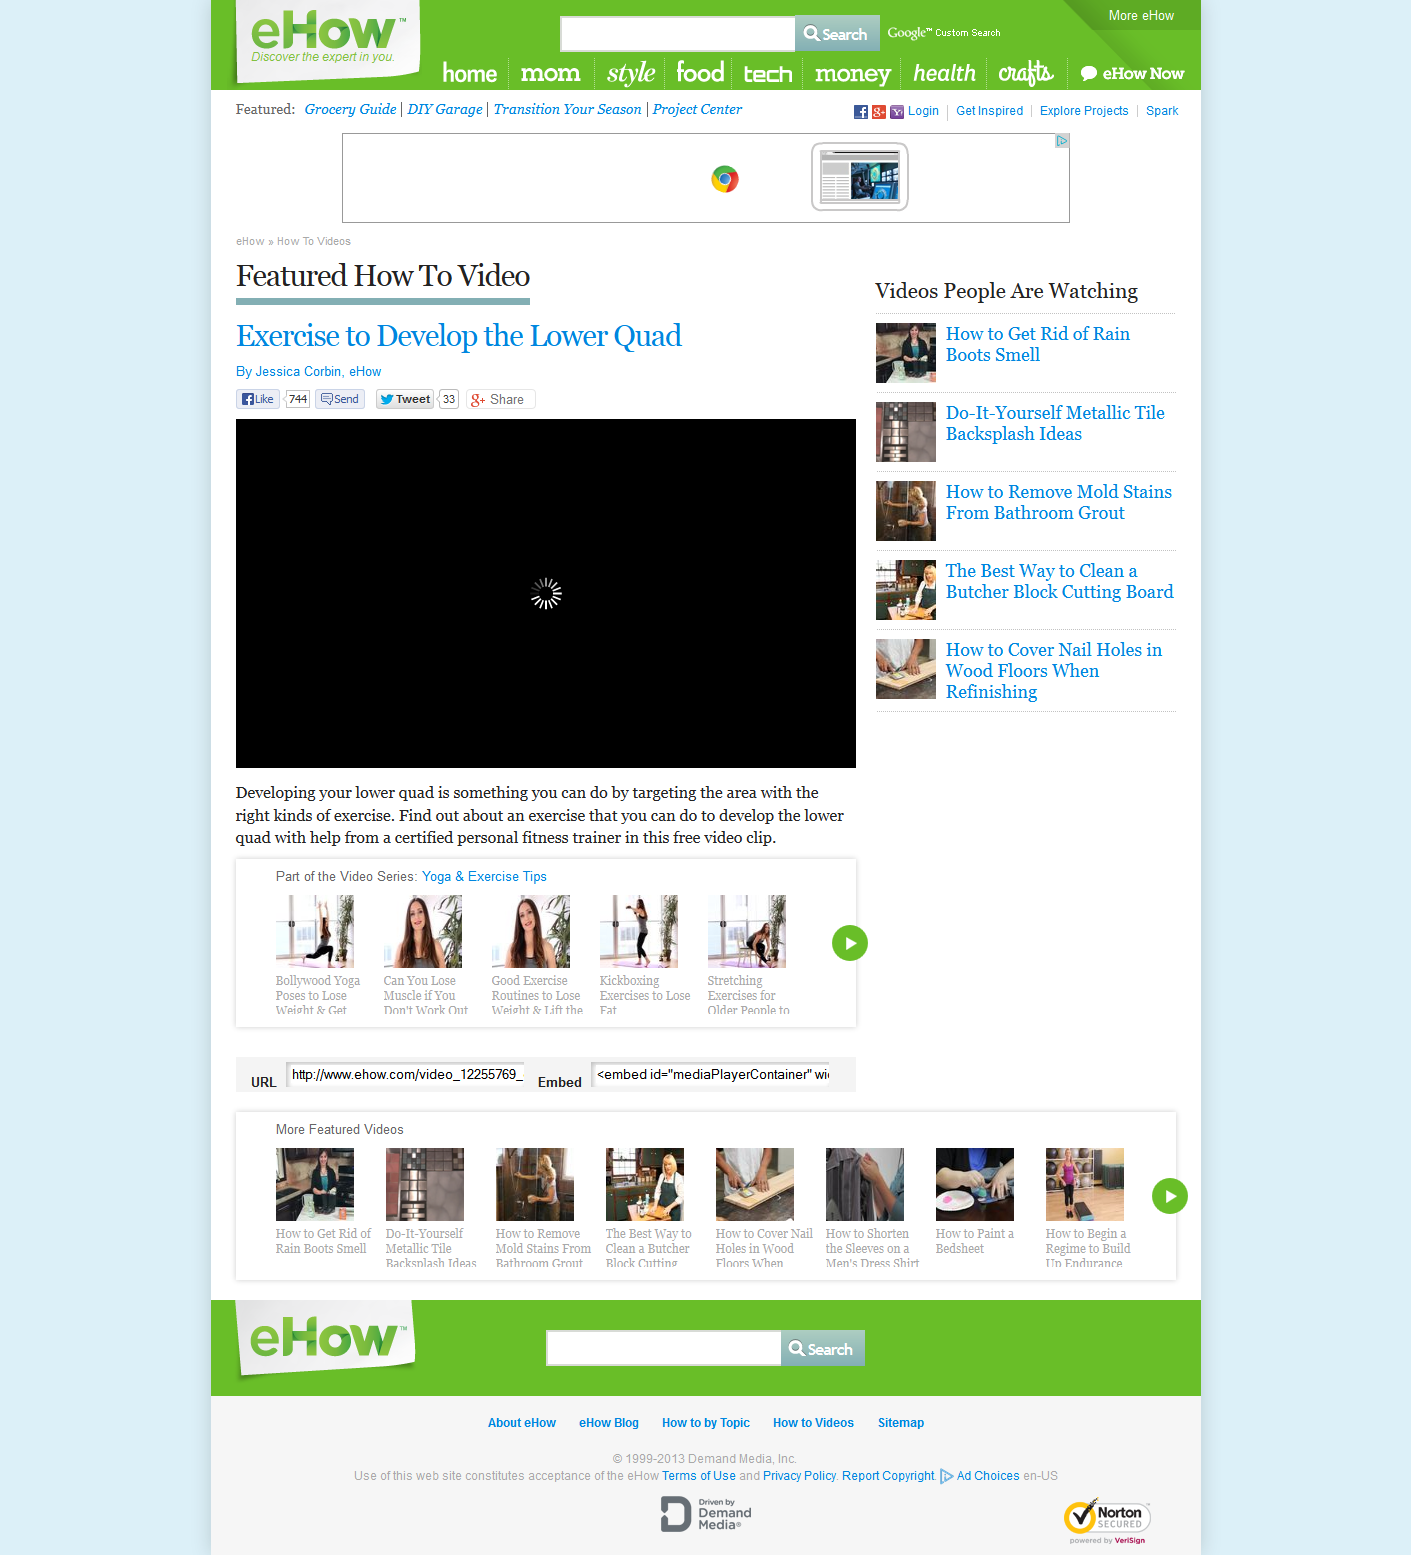 eHow™
Discover the expert in you.
Search
Google™ Custom Search
More eHow
home mom style food tech money health crafts eHow Now
Featured: Grocery Guide | DIY Garage | Transition Your Season | Project Center
Login | Get Inspired | Explore Projects | Spark
eHow » How To Videos
Featured How To Video
Exercise to Develop the Lower Quad
By Jessica Corbin, eHow
Like 744 Send Tweet 33 Share
Developing your lower quad is something you can do by targeting the area with the
right kinds of exercise. Find out about an exercise that you can do to develop the lower
quad with help from a certified personal fitness trainer in this free video clip.
Videos People Are Watching
How to Get Rid of Rain
Boots Smell
Do-It-Yourself Metallic Tile
Backsplash Ideas
How to Remove Mold Stains
From Bathroom Grout
The Best Way to Clean a
Butcher Block Cutting Board
How to Cover Nail Holes in
Wood Floors When
Refinishing
Part of the Video Series: Yoga & Exercise Tips
Bollywood Yoga
Poses to Lose
Weight & Get
Can You Lose
Muscle if You
Don't Work Out
Good Exercise
Routines to Lose
Weight & Lift the
Kickboxing
Exercises to Lose
Fat
Stretching
Exercises for
Older People to
URL http://www.ehow.com/video_12255769_ Embed <embed id="mediaPlayerContainer" wi
More Featured Videos
How to Get Rid of
Rain Boots Smell
Do-It-Yourself
Metallic Tile
Backsplash Ideas
How to Remove
Mold Stains From
Bathroom Grout
The Best Way to
Clean a Butcher
Block Cutting
How to Cover Nail
Holes in Wood
Floors When
How to Shorten
the Sleeves on a
Men's Dress Shirt
How to Paint a
Bedsheet
How to Begin a
Regime to Build
Up Endurance
eHow™
Search
About eHow eHow Blog How to by Topic How to Videos Sitemap
© 1999-2013 Demand Media, Inc.
Use of this web site constitutes acceptance of the eHow Terms of Use and Privacy Policy. Report Copyright. Ad Choices en-US
Driven by
Demand
Media®
Norton
SECURED
powered by VeriSign